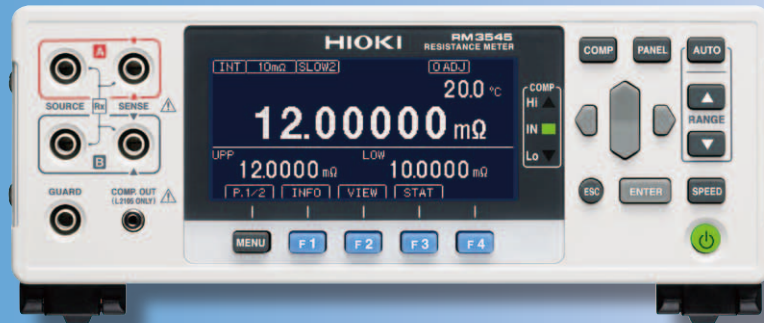 HIOKI
RM3545
RESISTANCE METER
A
SOURCE Rx SENSE
B
GUARD
COMP. OUT
(L2105 ONLY)
INT 10mΩ SLOW2 0 ADJ
20.0 °C
12.00000 mΩ
UPP 12.0000 mΩ LOW 10.0000 mΩ
P.1/2 INFO VIEW STAT
COMP
Hi
IN
Lo
MENU F1 F2 F3 F4
COMP PANEL AUTO
RANGE
ESC ENTER SPEED